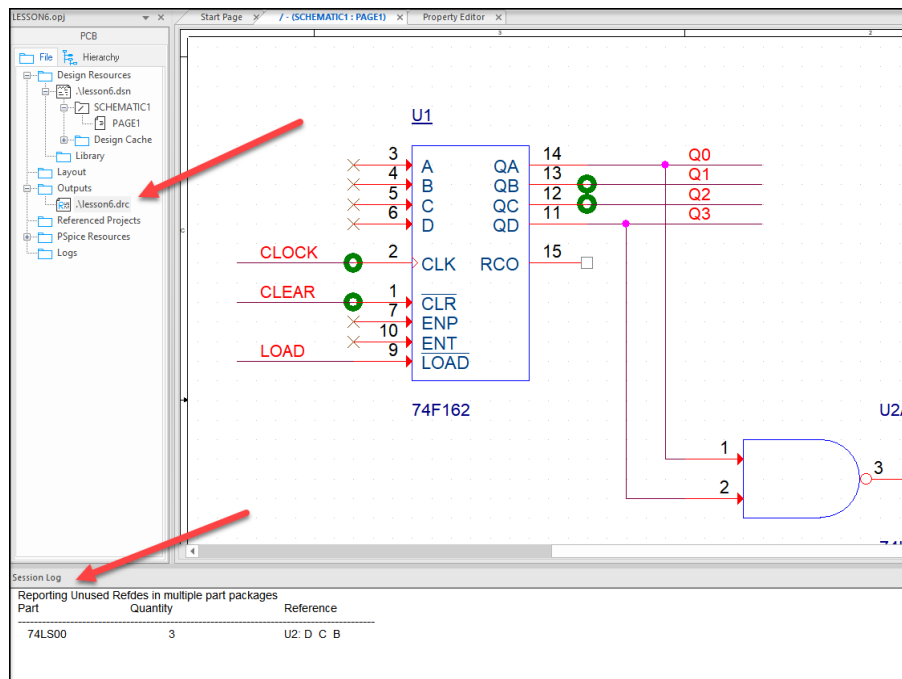 LESSON6.opj
Start Page
/ - (SCHEMATIC1 : PAGE1)
Property Editor
PCB
File
Hierarchy
Design Resources
.\lesson6.dsn
SCHEMATIC1
PAGE1
Design Cache
Library
Layout
Outputs
.\lesson6.drc
Referenced Projects
PSpice Resources
Logs
3
2
C
U1
3 A QA 14 Q0
4 B QB 13 Q1
5 C QC 12 Q2
6 D QD 11 Q3
CLOCK 2 CLK RCO 15
CLEAR 1 CLR
7 ENP
10 ENT
LOAD 9 LOAD
74F162
U2A
1
2
3
Session Log
Reporting Unused Refdes in multiple part packages
Part Quantity Reference
74LS00 3 U2: D C B